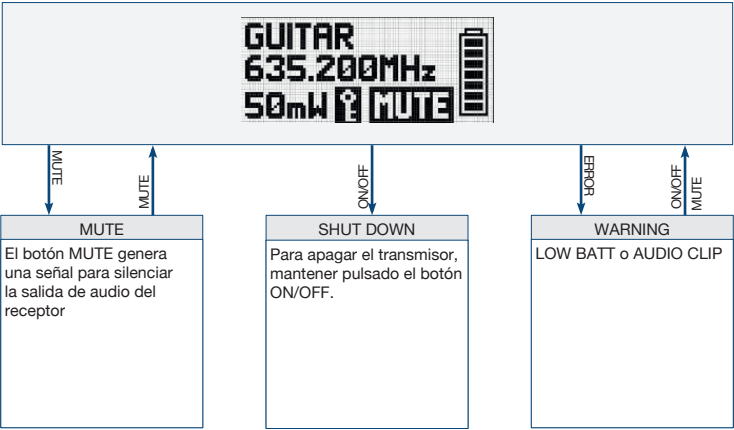 GUITAR
635.200MHz
50mW MUTE
MUTE
MUTE
ON/OFF
ERROR
ON/OFF
MUTE
MUTE
El botón MUTE genera
una señal para silenciar
la salida de audio del
receptor
SHUT DOWN
Para apagar el transmisor,
mantener pulsado el botón
ON/OFF.
WARNING
LOW BATT o AUDIO CLIP